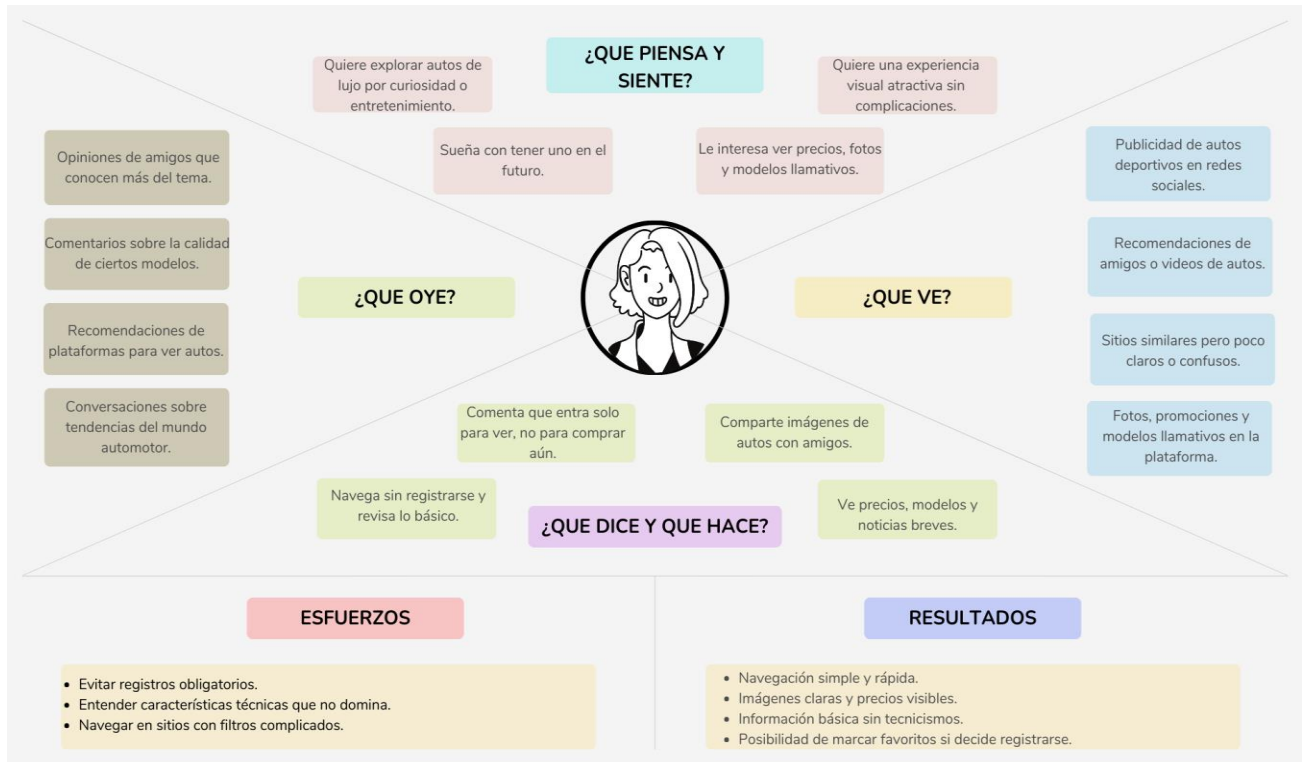 ¿QUE PIENSA Y
SIENTE?
Quiere explorar autos de
lujo por curiosidad o
entretenimiento.
Quiere una experiencia
visual atractiva sin
complicaciones.
Sueña con tener uno en el
futuro.
Le interesa ver precios, fotos
y modelos llamativos.
Opiniones de amigos que
conocen más del tema.
Comentarios sobre la calidad
de ciertos modelos.
Recomendaciones de
plataformas para ver autos.
Conversaciones sobre
tendencias del mundo
automotor.
¿QUE OYE?
¿QUE VE?
Publicidad de autos
deportivos en redes
sociales.
Recomendaciones de
amigos o videos de autos.
Sitios similares pero poco
claros o confusos.
Fotos, promociones y
modelos llamativos en la
plataforma.
Comenta que entra solo
para ver, no para comprar
aún.
Comparte imágenes de
autos con amigos.
Navega sin registrarse y
revisa lo básico.
¿QUE DICE Y QUE HACE?
Ve precios, modelos y
noticias breves.
ESFUERZOS
• Evitar registros obligatorios.
• Entender características técnicas que no domina.
• Navegar en sitios con filtros complicados.
RESULTADOS
• Navegación simple y rápida.
• Imágenes claras y precios visibles.
• Información básica sin tecnicismos.
• Posibilidad de marcar favoritos si decide registrarse.